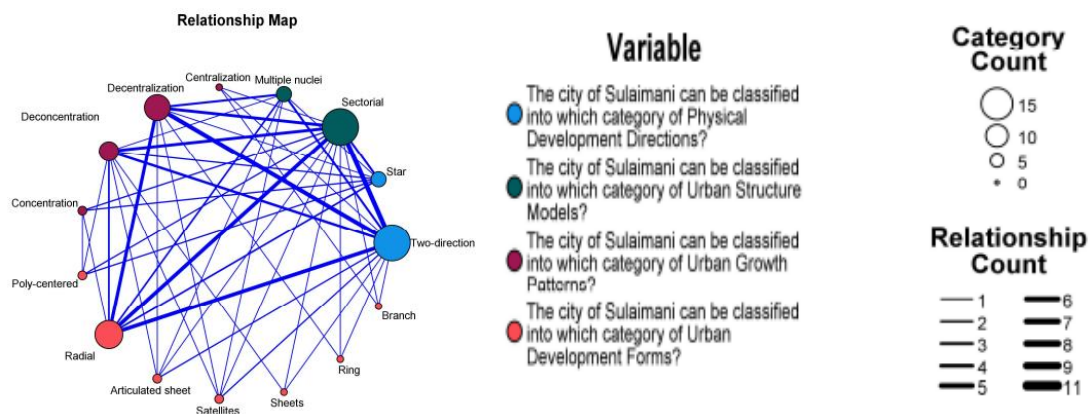 Relationship Map
Centralization
Multiple nuclei
Decentralization
Sectorial
Deconcentration
Star
Concentration
Two-direction
Poly-centered
Branch
Radial
Ring
Articulated sheet
Sheets
Satellites
Variable
The city of Sulaimani can be classified
into which category of Physical
Development Directions?
The city of Sulaimani can be classified
into which category of Urban Structure
Models?
The city of Sulaimani can be classified
into which category of Urban Growth
Patterns?
The city of Sulaimani can be classified
into which category of Urban
Development Forms?
Category
Count
15
10
5
0
Relationship
Count
1 6
2 7
3 8
4 9
5 11